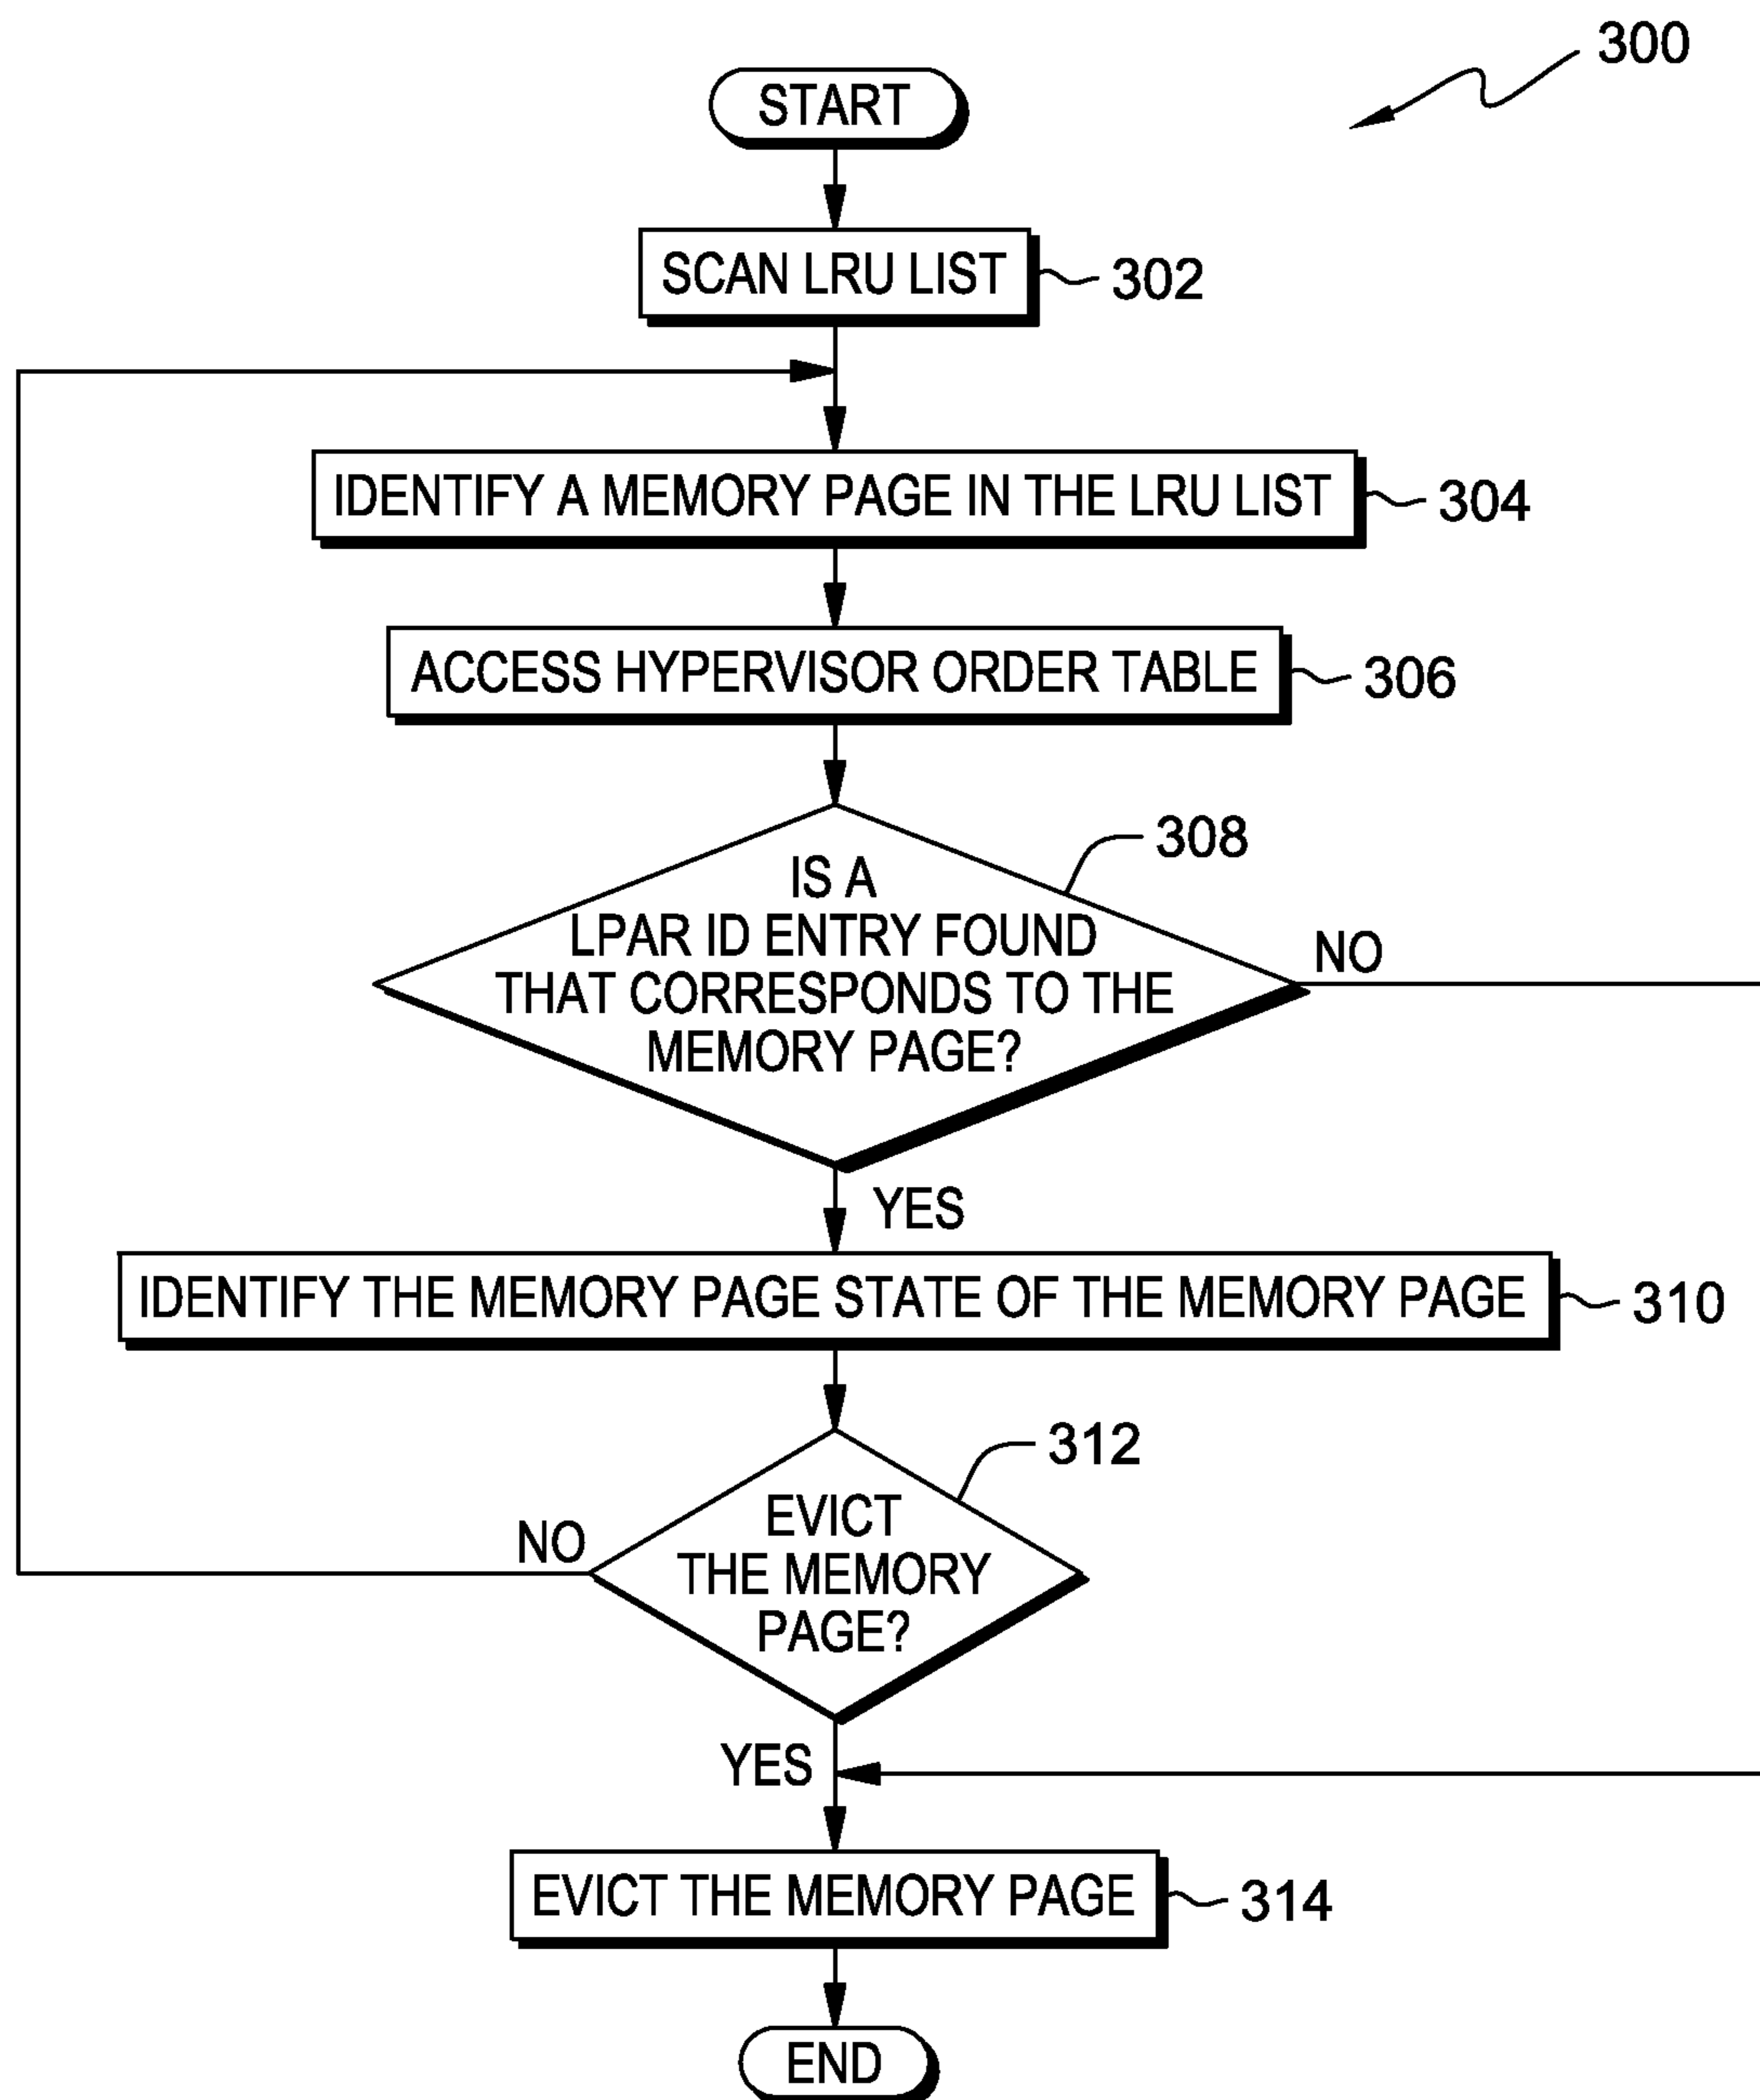 300
START
SCAN LRU LIST
302
IDENTIFY A MEMORY PAGE IN THE LRU LIST
304
ACCESS HYPERVISOR ORDER TABLE
306
308
IS A
LPAR ID ENTRY FOUND
THAT CORRESPONDS TO THE
MEMORY PAGE?
NO
YES
IDENTIFY THE MEMORY PAGE STATE OF THE MEMORY PAGE
310
312
EVICT
THE MEMORY
PAGE?
NO
YES
EVICT THE MEMORY PAGE
314
END